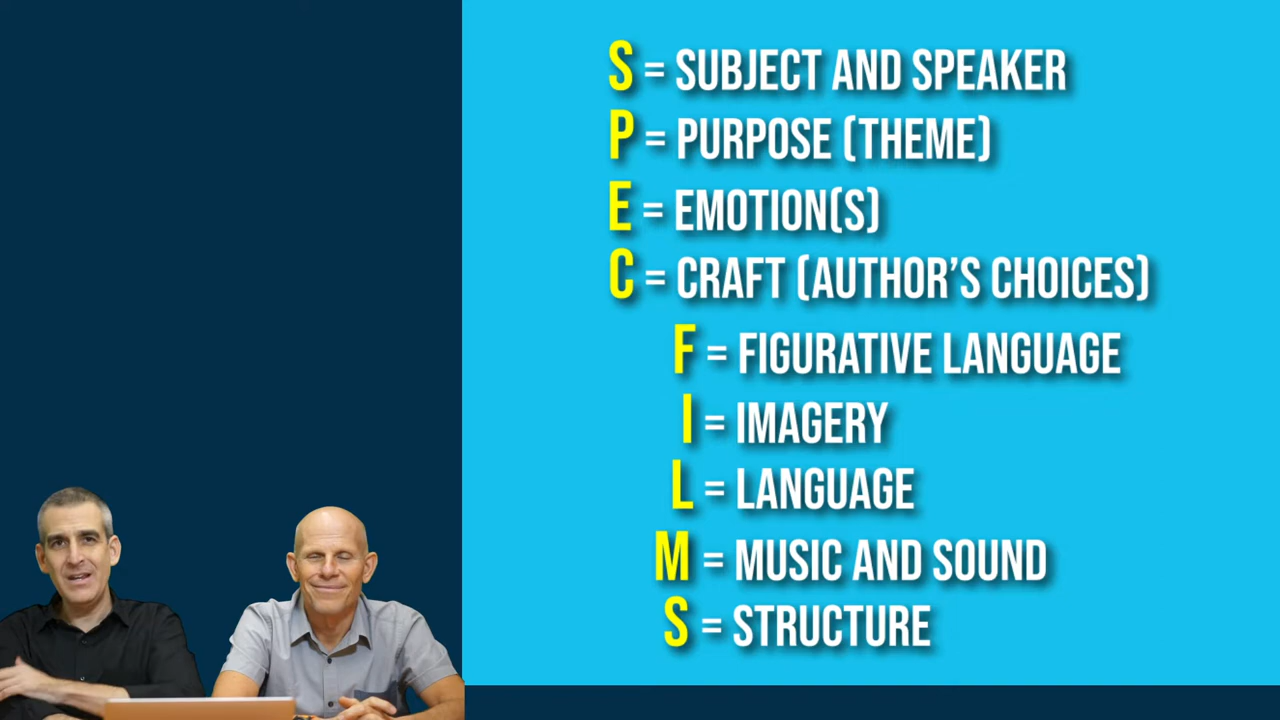 S = SUBJECT AND SPEAKER
P = PURPOSE (THEME)
E = EMOTION(S)
C = CRAFT (AUTHOR'S CHOICES)
F = FIGURATIVE LANGUAGE
I = IMAGERY
L = LANGUAGE
M = MUSIC AND SOUND
S = STRUCTURE